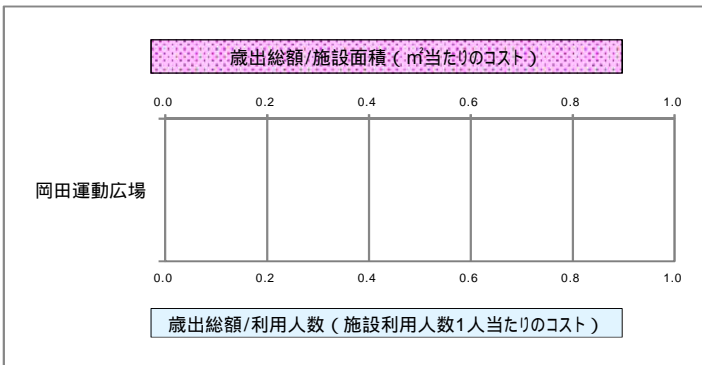 歳出総額/施設面積(㎡当たりのコスト)
0.0 0.2 0.4 0.6 0.8 1.0
岡田運動広場
0.0 0.2 0.4 0.6 0.8 1.0
歳出総額/利用人数(施設利用人数1人当たりのコスト)